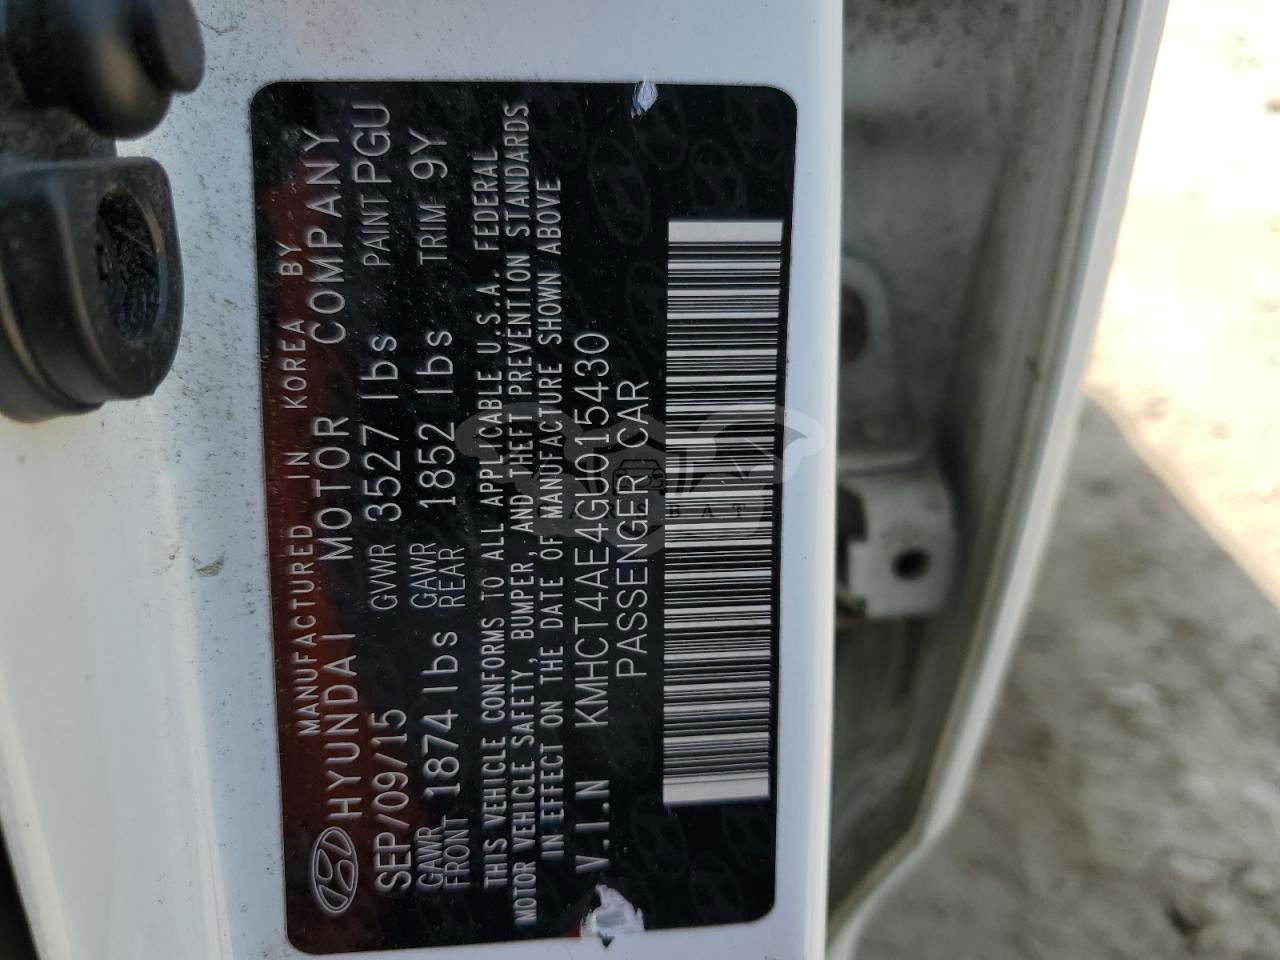 MANUFACTURED IN KOREA BY
HYUNDAI MOTOR COMPANY
SEP/09/15 GVWR 3527 lbs PAINT PGU
GAWR FRONT 1874 lbs GAWR REAR 1852 lbs TRIM 9Y
THIS VEHICLE CONFORMS TO ALL APPLICABLE U.S.A. FEDERAL
MOTOR VEHICLE SAFETY, BUMPER, AND THEFT PREVENTION STANDARDS
IN EFFECT ON THE DATE OF MANUFACTURE SHOWN ABOVE
V.I.N KMHCT4AE4GU015430
PASSENGER CAR